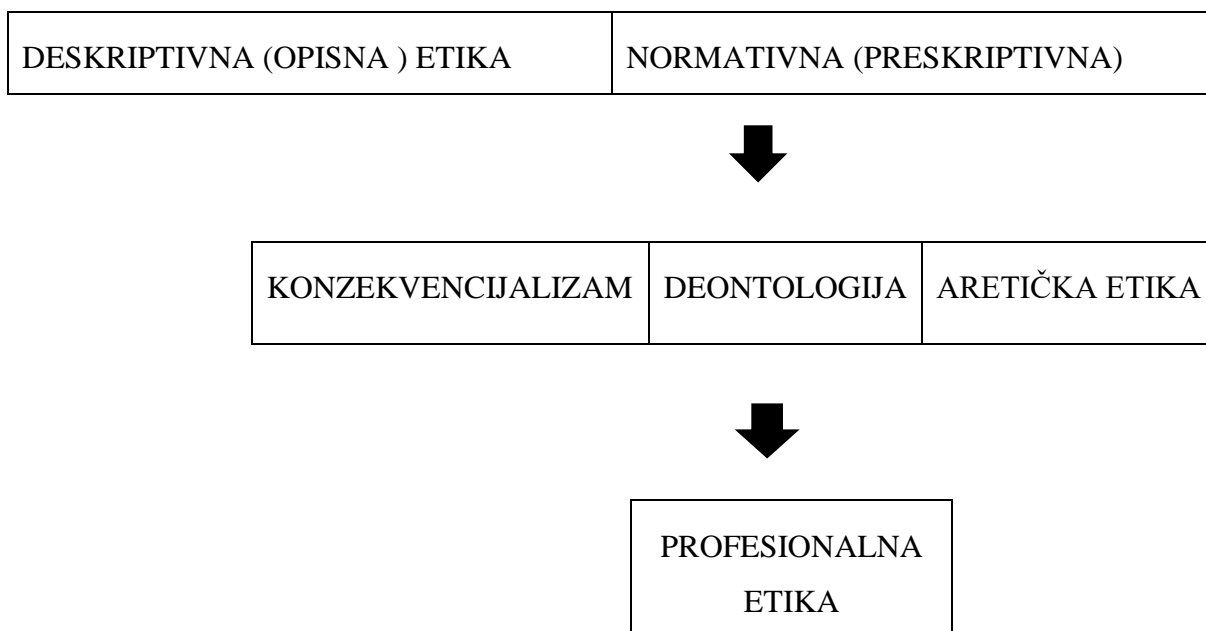 DESKRIPTIVNA (OPISNA ) ETIKA NORMATIVNA (PRESKRIPTIVNA)
KONZEKVENCIJALIZAM DEONTOLOGIJA ARETIČKA ETIKA
PROFESIONALNA
ETIKA